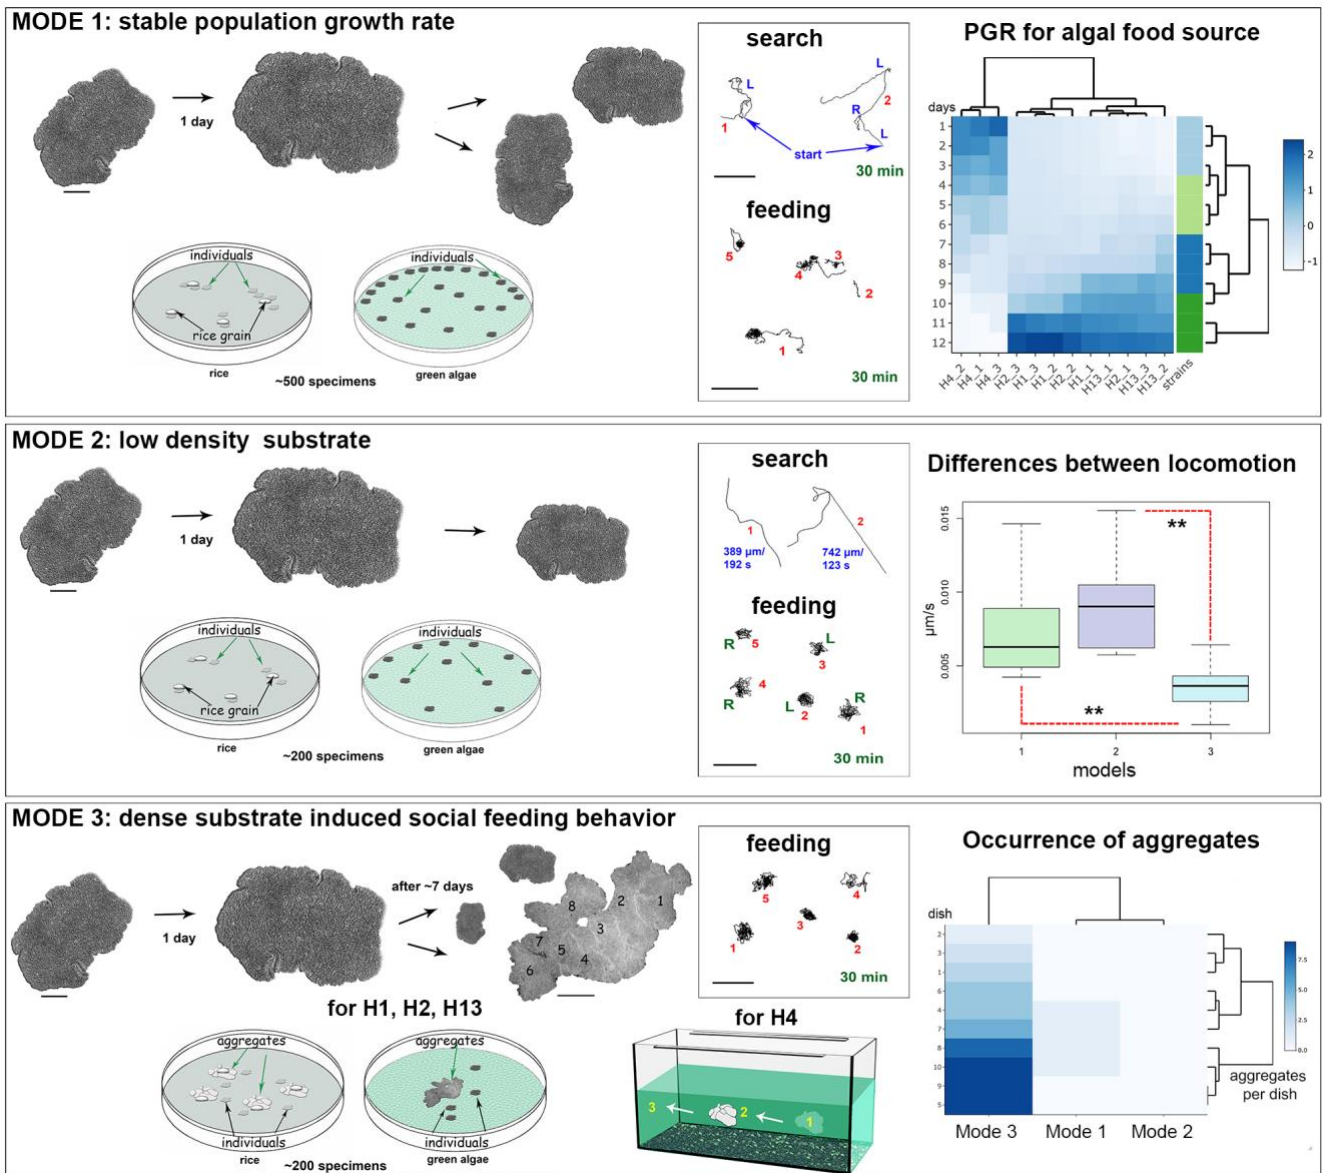 MODE 1: stable population growth rate
1 day
individuals
rice grain
rice
individuals
green algae
~500 specimens
search
L
1
L
2
R
L
start
30 min
feeding
5
3
4
2
1
30 min
PGR for algal food source
days
1
2
3
4
5
6
7
8
9
10
11
12
H4_2
H4_1
H4_3
H2_3
H1_3
H1_2
H2_2
H1_1
H13_1
H2_1
H13_3
H13_2
strains
2
1
0
-1
MODE 2: low density substrate
1 day
individuals
rice grain
rice
individuals
green algae
~200 specimens
search
1
2
389 µm/
192 s
742 µm/
123 s
feeding
R 5
L
3
4
R
L
2
R
1
30 min
Differences between locomotion
0.015
0.010
0.005
µm/s
**
**
1
2
3
models
MODE 3: dense substrate induced social feeding behavior
1 day
after ~7 days
1
2
3
4
5
6
7
8
for H1, H2, H13
aggregates
individuals
rice
aggregates
individuals
green algae
~200 specimens
feeding
5
4
3
1
2
30 min
for H4
3
2
1
Occurrence of aggregates
dish
2
3
1
6
4
7
8
10
9
5
Mode 3
Mode 1
Mode 2
7.5
5.0
2.5
0.0
aggregates
per dish